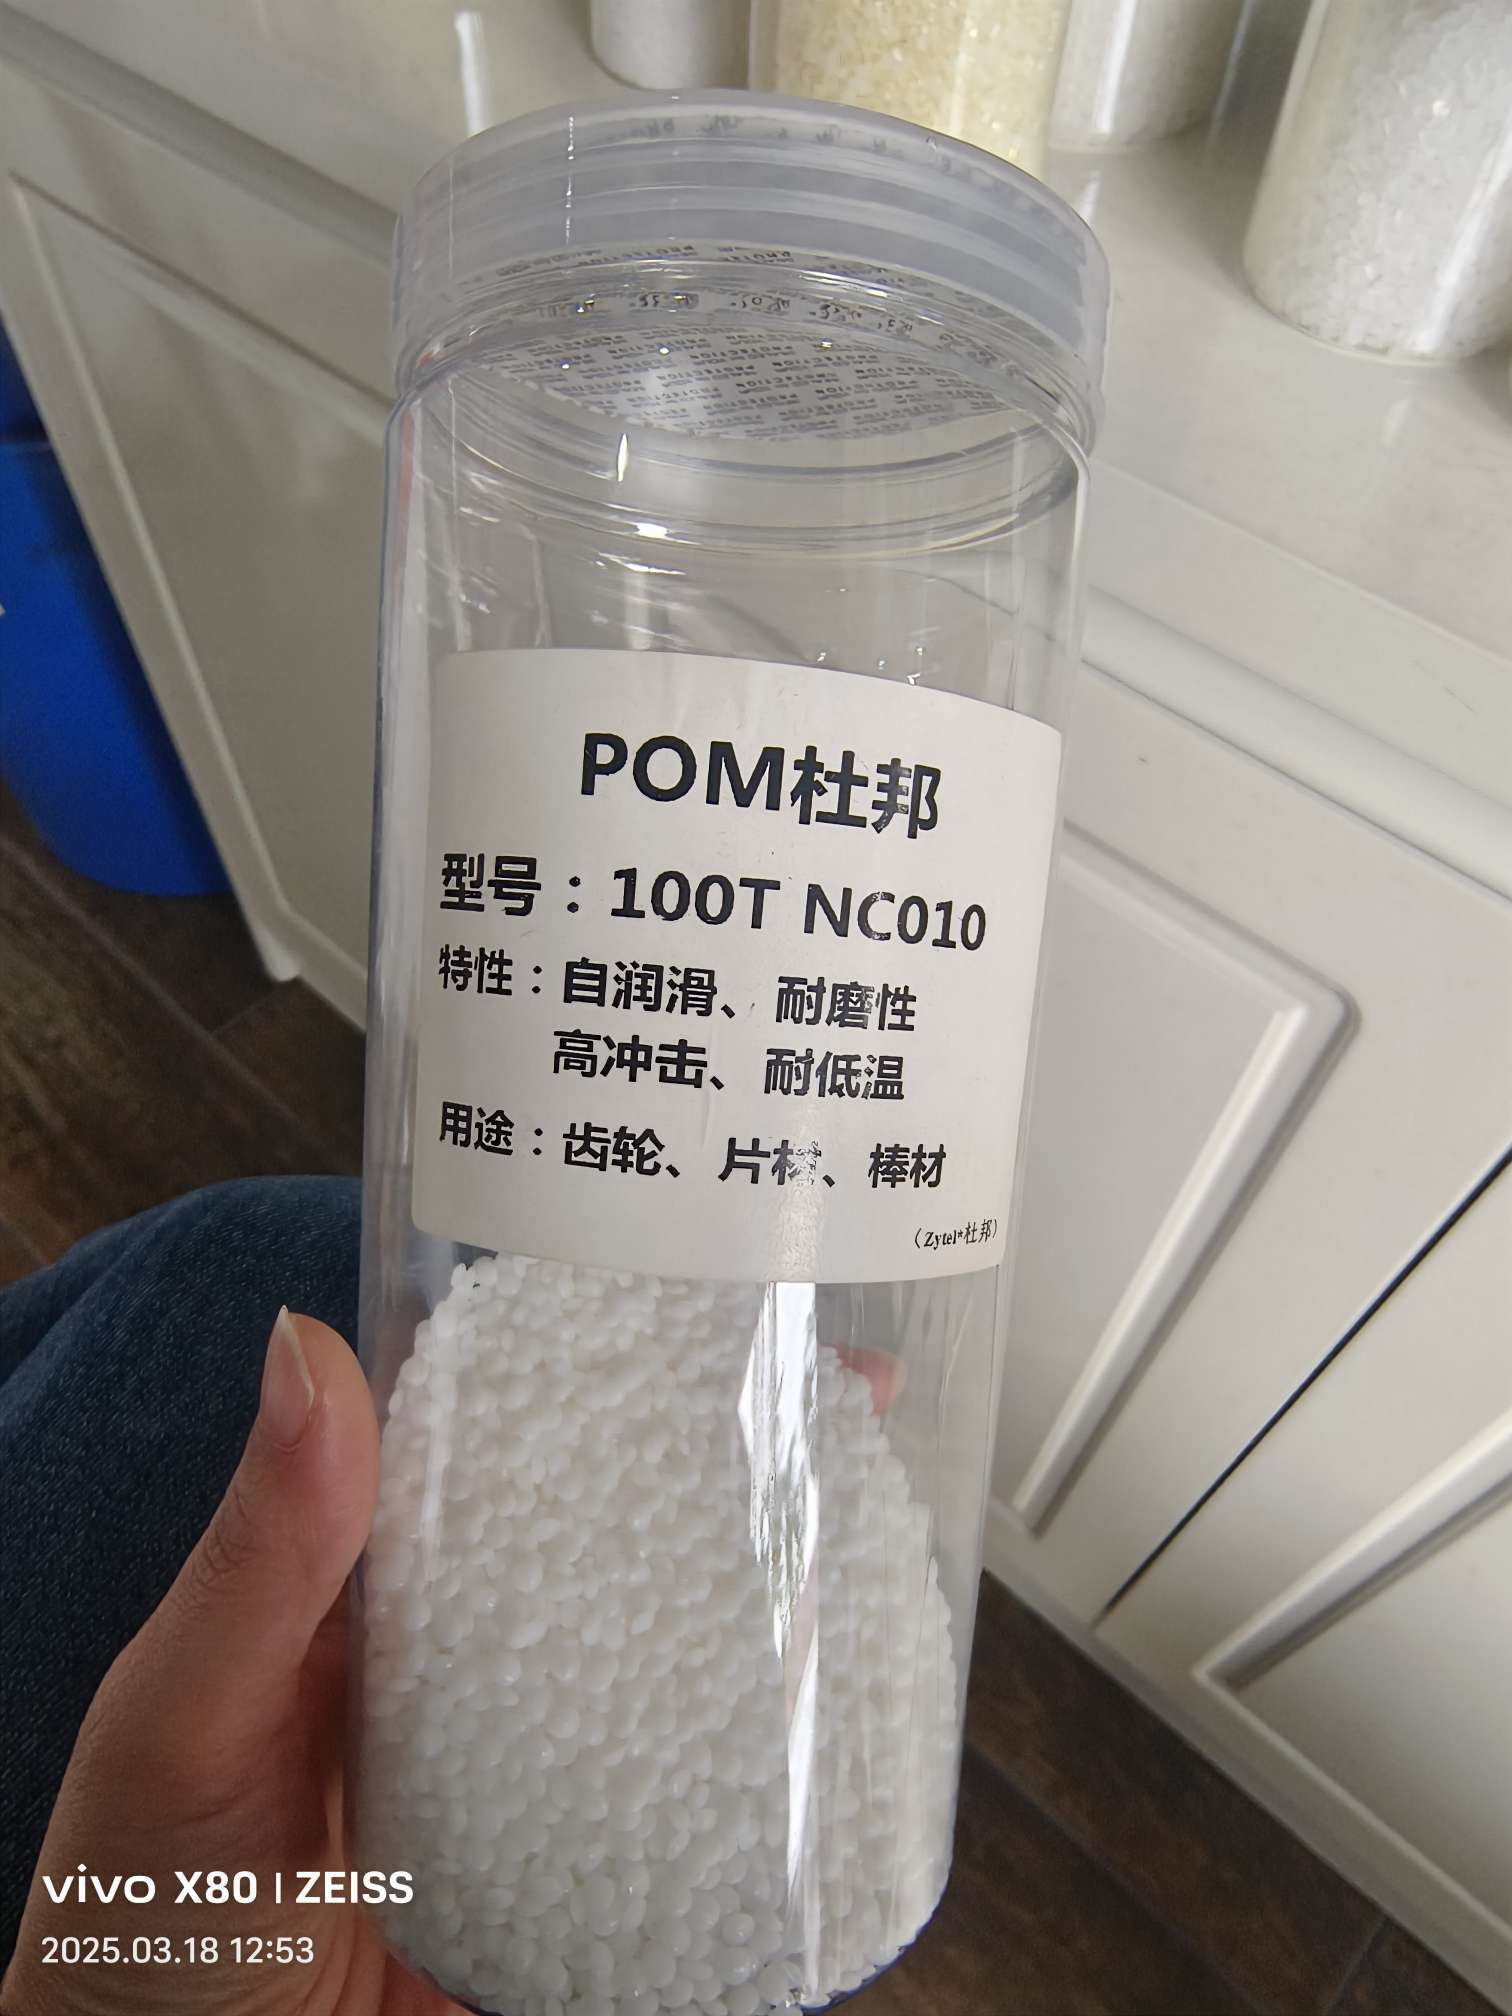 PROTECTION
POM杜邦
型号：100T NC010
特性：自润滑、耐磨性
高冲击、耐低温
用途：齿轮、片材、棒材
（Zytel*杜邦）
vivo X80 | ZEISS
2025.03.18 12:53